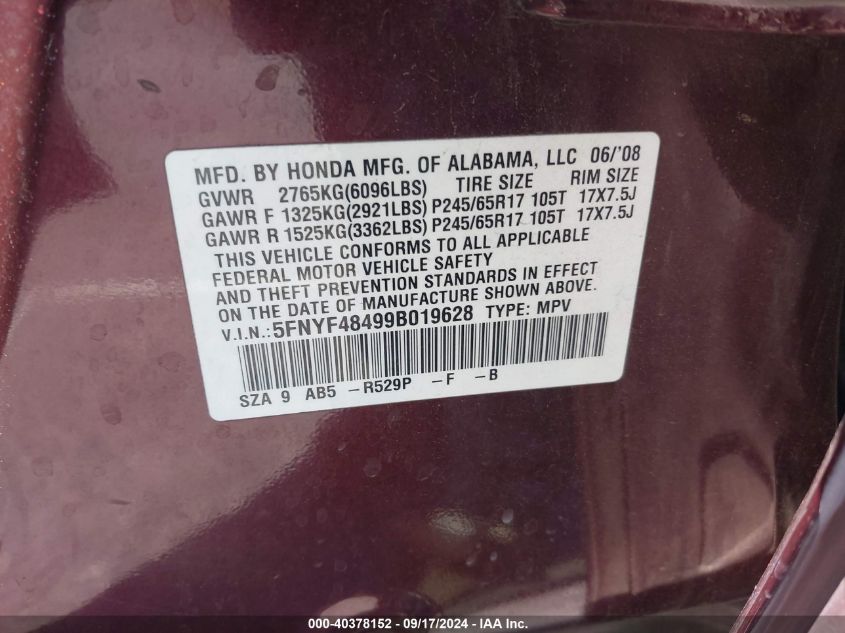 MFD. BY HONDA MFG. OF ALABAMA, LLC 06/'08
GVWR 2765KG(6096LBS) TIRE SIZE RIM SIZE
GAWR F 1325KG(2921LBS) P245/65R17 105T 17X7.5J
GAWR R 1525KG(3362LBS) P245/65R17 105T 17X7.5J
THIS VEHICLE CONFORMS TO ALL APPLICABLE
FEDERAL MOTOR VEHICLE SAFETY
AND THEFT PREVENTION STANDARDS IN EFFECT
ON THE DATE OF MANUFACTURE SHOWN ABOVE.
V.I.N.: 5FNYF48499B019628 TYPE: MPV
SZA 9 AB5 -R529P -F -B
000-40378152 - 09/17/2024 - IAA Inc.